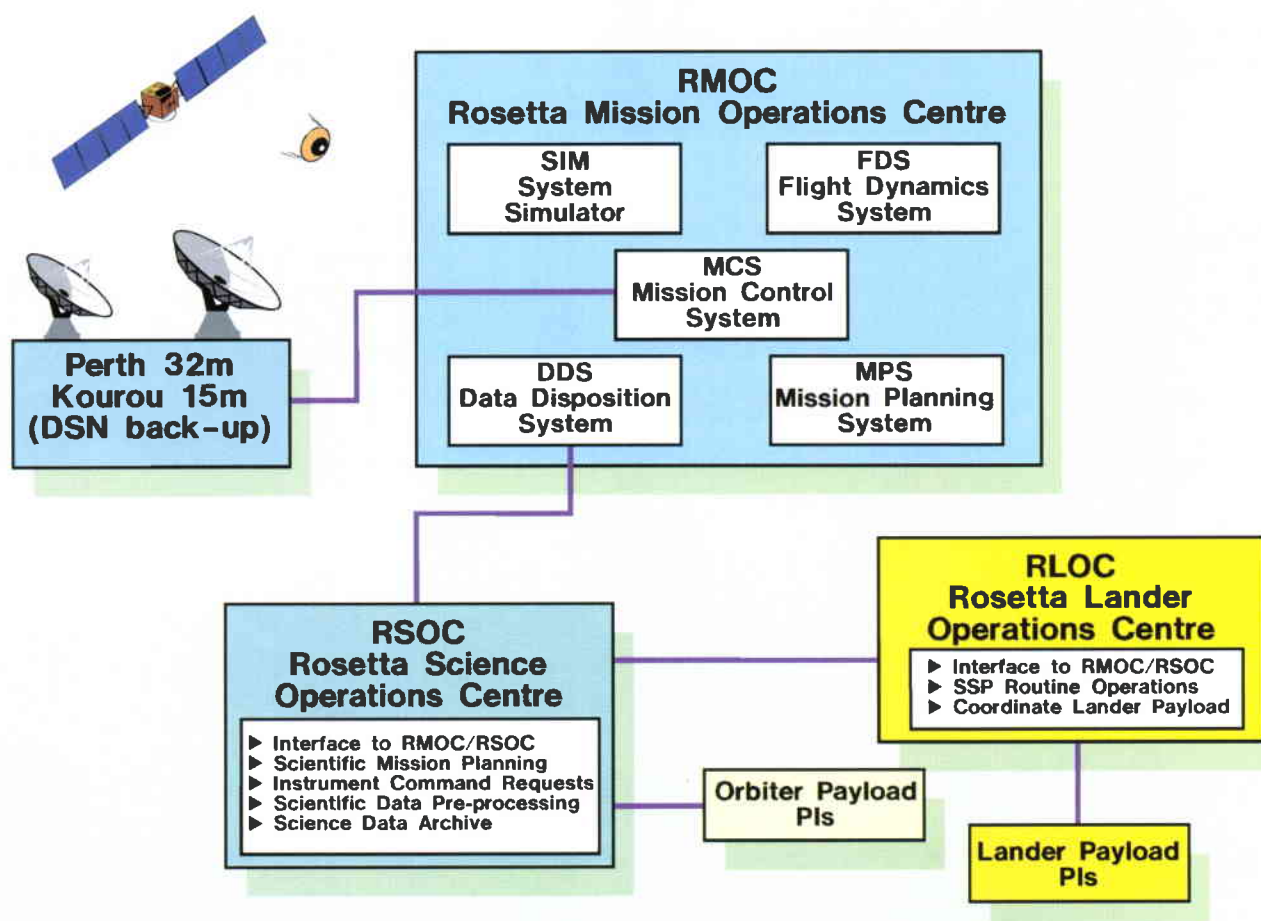 RMOC
Rosetta Mission Operations Centre
SIM
System
Simulator
FDS
Flight Dynamics
System
MCS
Mission Control
System
DDS
Data Disposition
System
MPS
Mission Planning
System
Perth 32m
Kourou 15m
(DSN back-up)
RSOC
Rosetta Science
Operations Centre
▶ Interface to RMOC/RSOC
▶ Scientific Mission Planning
▶ Instrument Command Requests
▶ Scientific Data Pre-processing
▶ Science Data Archive
RLOC
Rosetta Lander
Operations Centre
▶ Interface to RMOC/RSOC
▶ SSP Routine Operations
▶ Coordinate Lander Payload
Orbiter Payload
PIs
Lander Payload
PIs